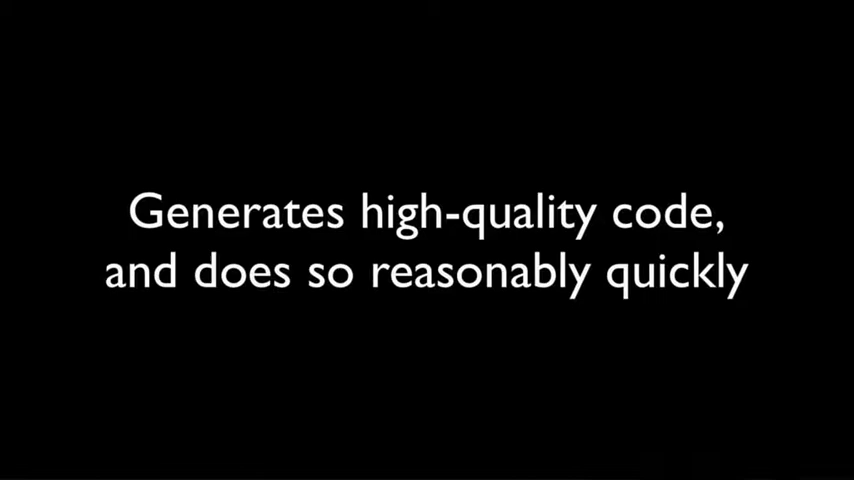 Generates high-quality code,
and does so reasonably quickly